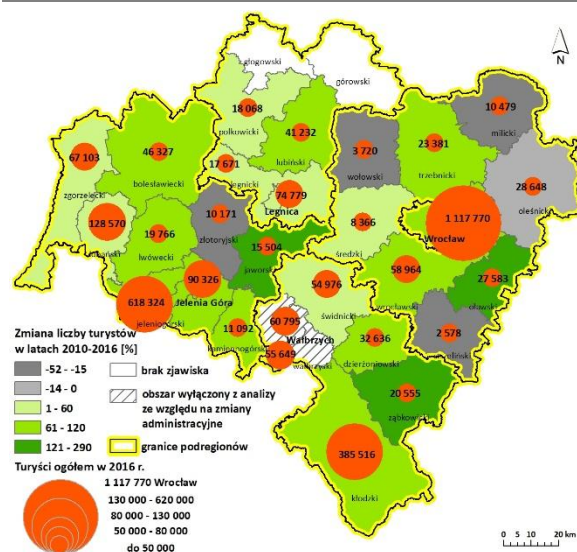 N
głogowski
górowski
18 068
polkowicki
10 479
milicki
41 232
lubiński
3 720
wołowski
23 381
trzebnicki
67 103
zgorzelecki
46 327
bolesławiecki
17 671
legnicki
74 779
Legnica
28 648
oleśnicki
128 570
lubański
19 766
lwówecki
10 171
złotoryjski
15 504
jaworski
8 366
średzki
1 117 770
Wrocław
618 324
jeleniogórski
90 326
Jelenia Góra
54 976
świdnicki
58 964
wrocławski
27 583
oławski
11 092
kamiennogórski
60 795
Wałbrzych
55 649
wałbrzyski
32 636
dzierżoniowski
2 578
strzeliński
20 555
ząbkowicki
385 516
kłodzki
Zmiana liczby turystów
w latach 2010-2016 [%]
-52 - -15
-14 - 0
1 - 60
61 - 120
121 - 290
brak zjawiska
obszar wyłączony z analizy
ze względu na zmiany
administracyjne
granice podregionów
Turyści ogółem w 2016 r.
1 117 770 Wrocław
130 000 - 620 000
80 000 - 130 000
50 000 - 80 000
do 50 000
0 5 10 20 km